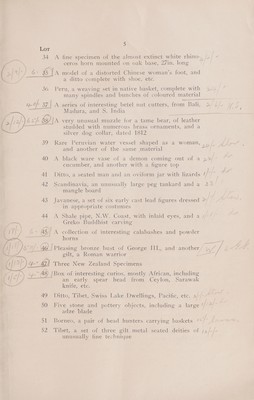 5
Lot
34 A fine specimen of the almost extinct white rhino-
ceros horn mounted on oak base, 27in. long
35 A model of a distorted Chinese woman's foot, and
a ditto complete with shoe, etc.
36 Peru, a weaving set in native basket, complete with
many spindles and bunches of coloured material
37 A series of interesting betel nut cutters, from Bali,
Madura, and S. India
38 A very unusual muzzle for a tame bear, of leather
studded with numerous brass ornaments, and a
silver dog collar, dated 1812
39 Rare Peruvian water vessel shaped as a woman,
and another of the same material
40 A black ware vase of a demon coming out of a
cucumber, and another with a figure top
41 Ditto, a seated man and an oviform jar with lizards
42 Scandinavia, an unusually large peg tankard and a
mangle board
43 Javanese, a set of six early cast lead figures dressed
in appropriate costumes
44 A Shale pipe, N.W. Coast, with inlaid eyes, and a
Greko Buddhist carving
45 A collection of interesting calabashes and powder
horns
46 Pleasing bronze bust of George III., and another
gilt, a Roman warrior
47 Three New Zealand Specimens
48 Box of interesting curios, mostly African, including
an early spear head from Ceylon, Sarawak
knife, etc.
49 Ditto, Tibet, Swiss Lake Dwellings, Pacific, etc.
50 Five stone and pottery objects, including a large
adze blade
51 Borneo, a pair of head hunters carrying baskets
52 Tibet, a set of three gift metal seated deities of
unusually fine technique